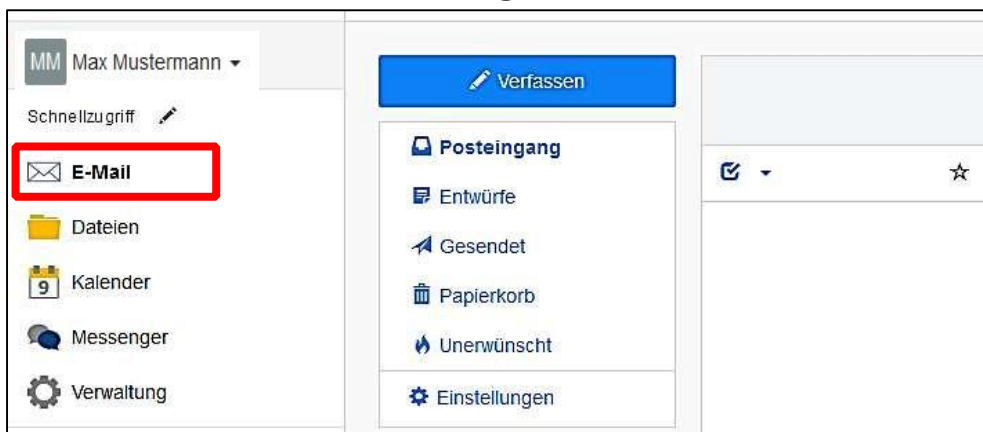 MM Max Mustermann
Schnellzugriff
E-Mail
Dateien
9 Kalender
Messenger
Verwaltung
Verfassen
Posteingang
Entwürfe
Gesendet
Papierkorb
Unerwünscht
Einstellungen